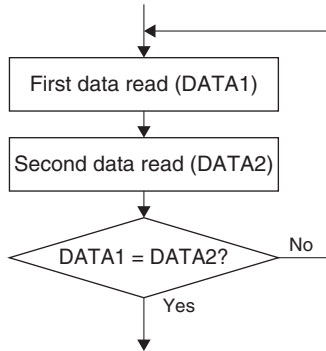 First data read (DATA1)
Second data read (DATA2)
DATA1 = DATA2?
No
Yes